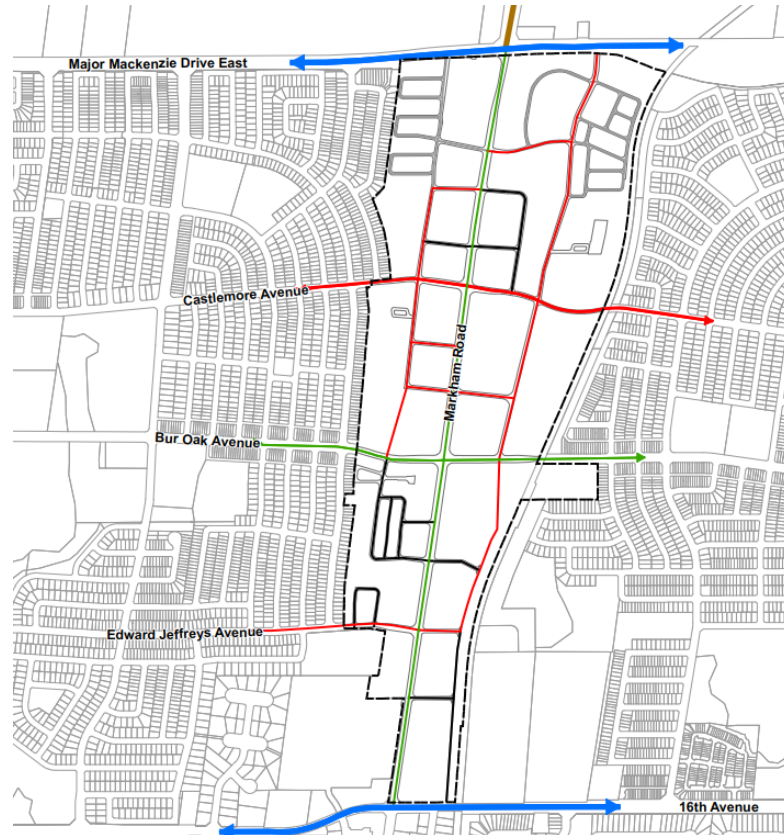 Major Mackenzie Drive East
Castlemore Avenue
Markham Road
Bur Oak Avenue
Edward Jeffreys Avenue
16th Avenue